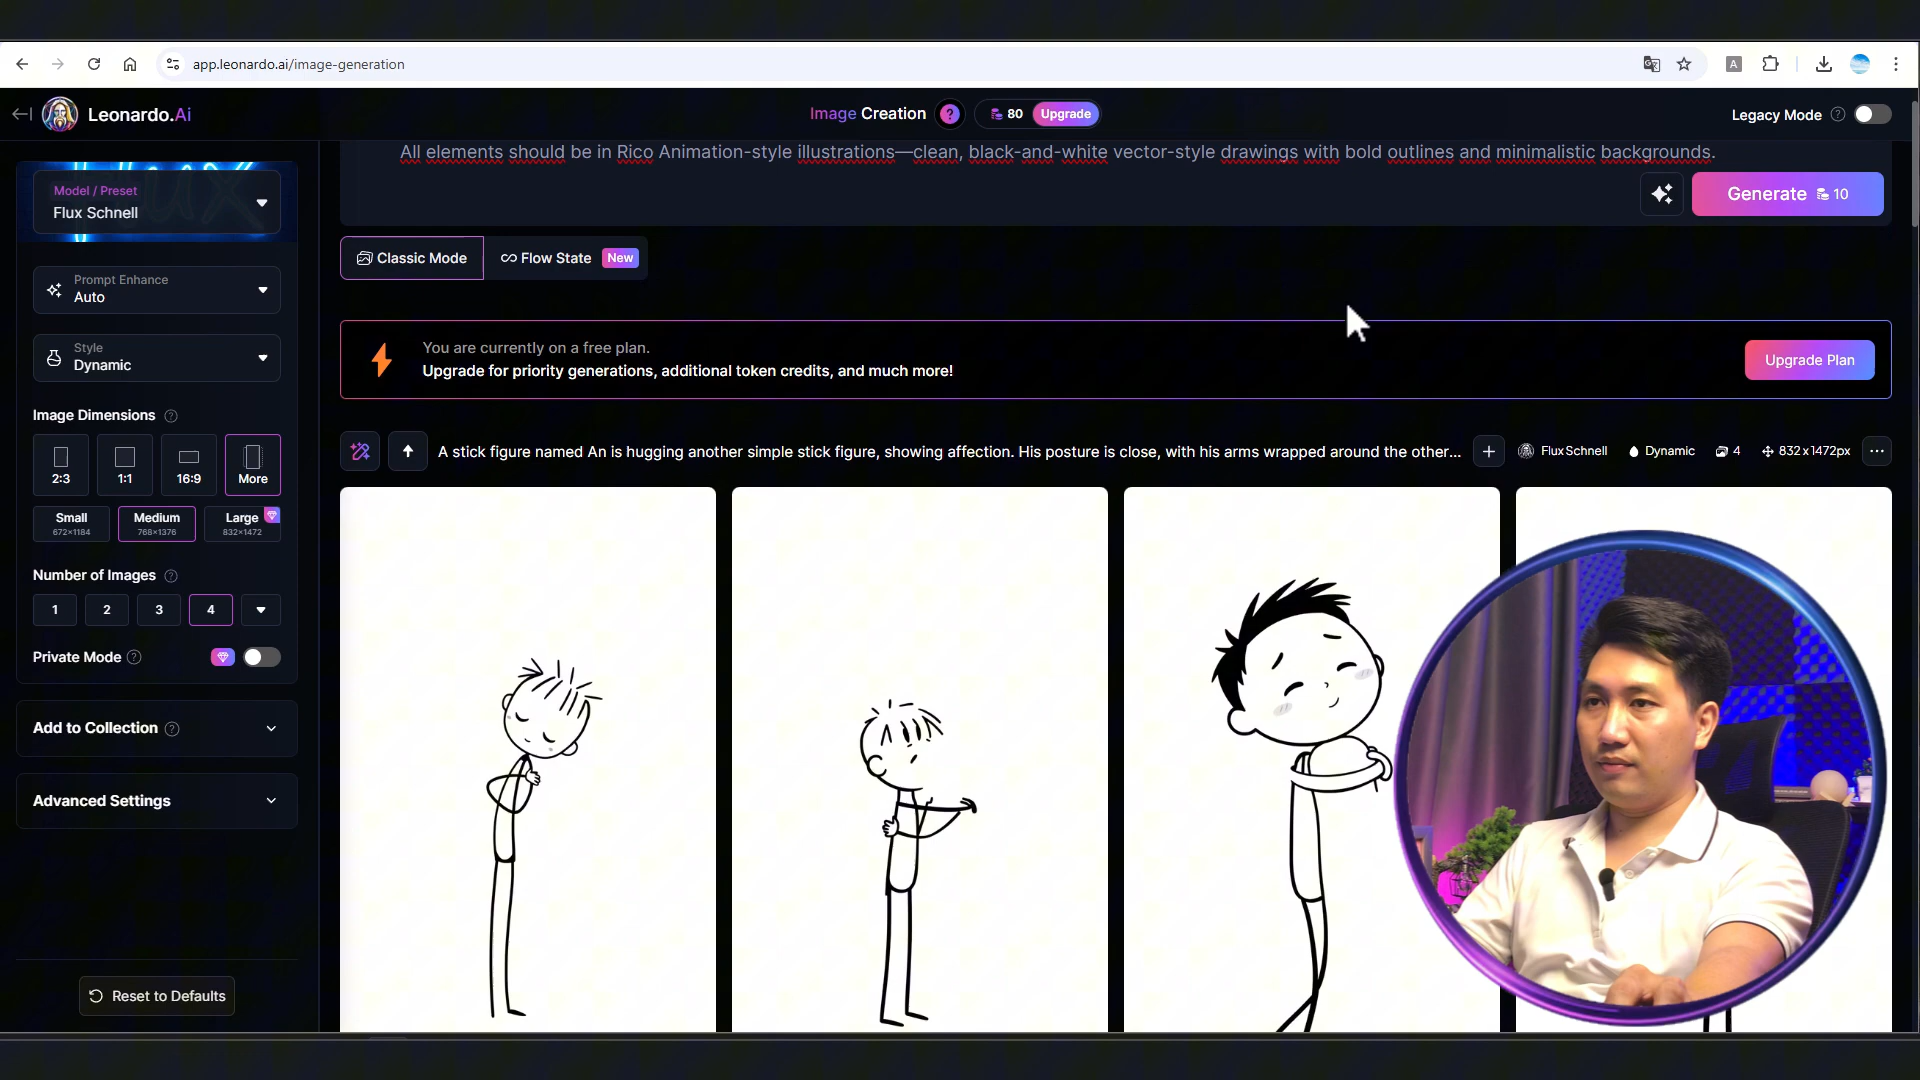 app.leonardo.ai/image-generation
A
Leonardo.Ai
Image Creation
?
80
Upgrade
Legacy Mode
?
All elements should be in Rico Animation-style illustrations—clean, black-and-white vector-style drawings with bold outlines and minimalistic backgrounds.
Generate 10
Model / Preset
Flux Schnell
Classic Mode
Flow State
New
Prompt Enhance
Auto
Style
Dynamic
You are currently on a free plan.
Upgrade for priority generations, additional token credits, and much more!
Upgrade Plan
Image Dimensions ?
2:3
1:1
16:9
More
A stick figure named An is hugging another simple stick figure, showing affection. His posture is close, with his arms wrapped around the other...
Flux Schnell
Dynamic
4
832x1472px
Small
672×1184
Medium
768×1376
Large
832×1472
Number of Images ?
1
2
3
4
Private Mode ?
Add to Collection ?
Advanced Settings
Reset to Defaults